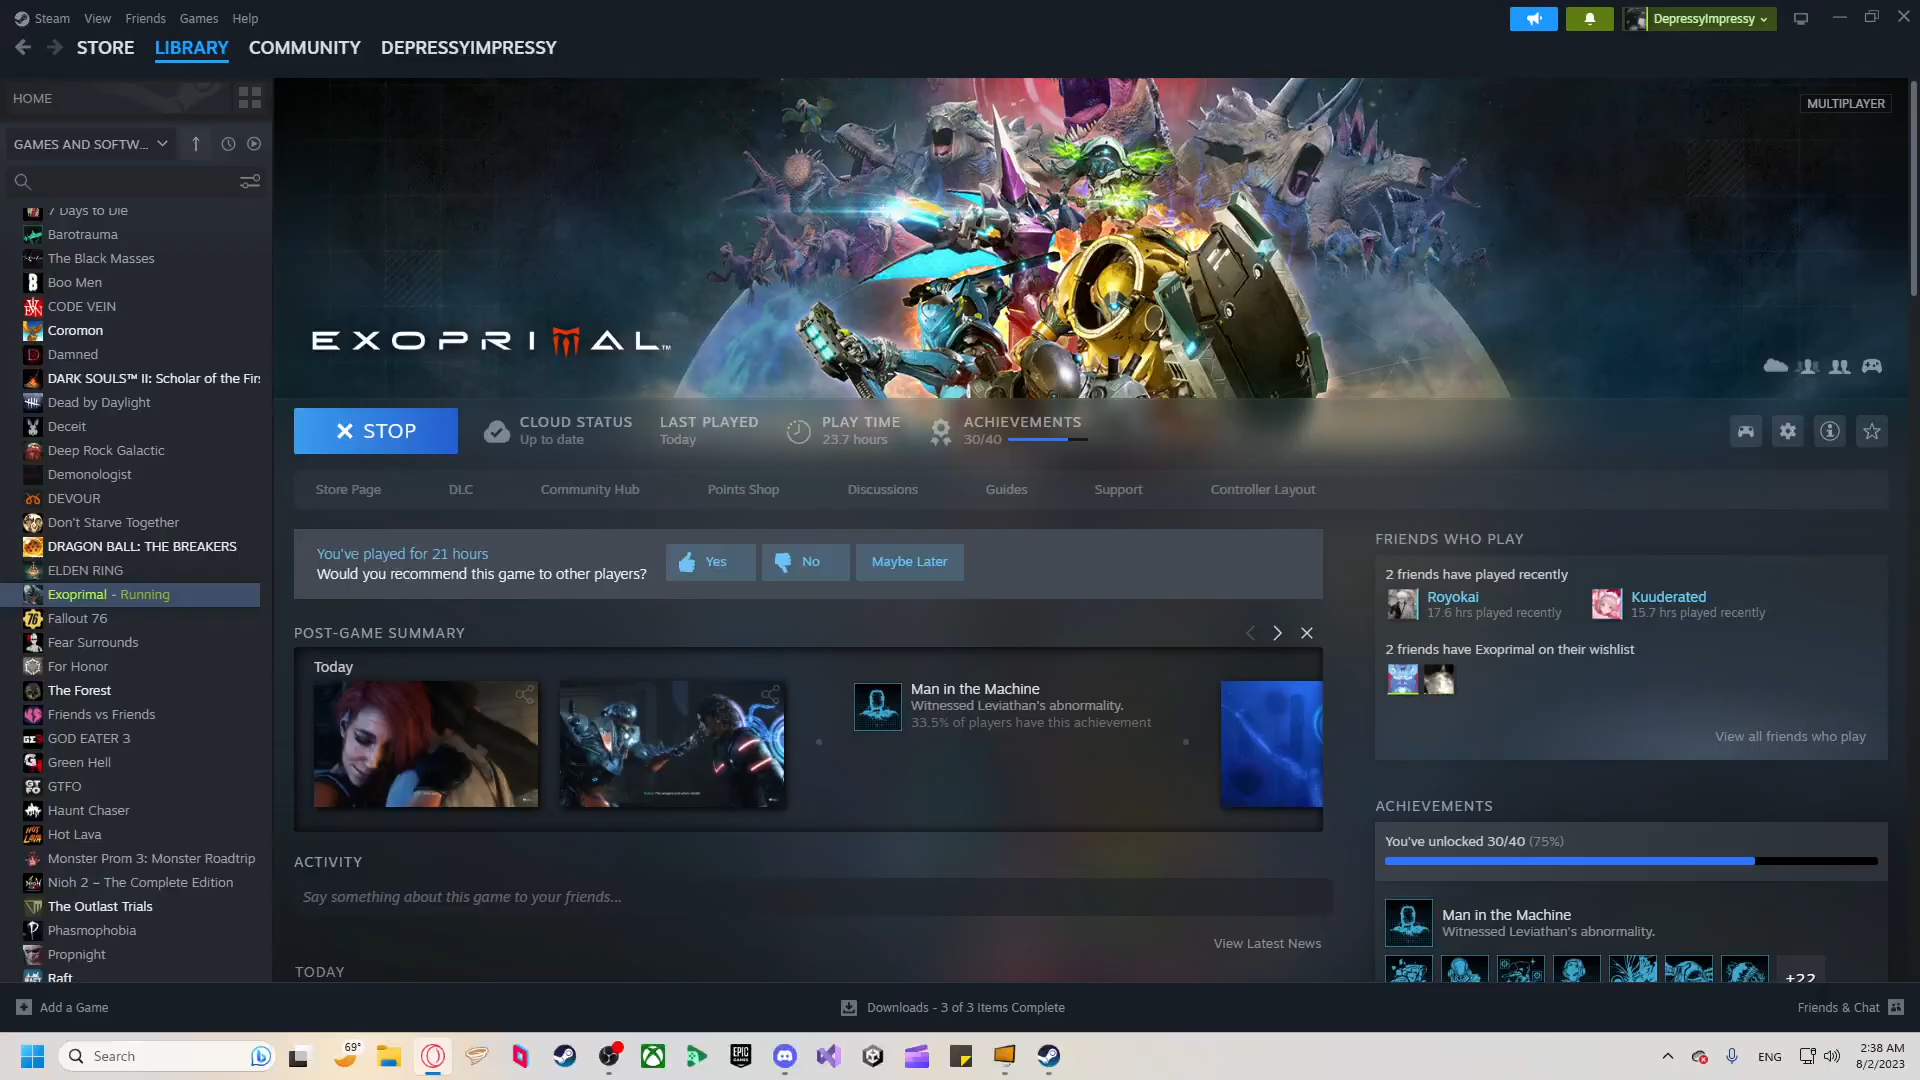 Steam View Friends Games Help
DepressyImpressy
STORE LIBRARY COMMUNITY DEPRESSYIMPRESSY
HOME
MULTIPLAYER
GAMES AND SOFTW...
7 Days to Die
Barotrauma
The Black Masses
Boo Men
CODE VEIN
Coromon
Damned
DARK SOULS™ II: Scholar of the Firs
Dead by Daylight
Deceit
Deep Rock Galactic
Demonologist
DEVOUR
Don't Starve Together
DRAGON BALL: THE BREAKERS
ELDEN RING
Exoprimal - Running
Fallout 76
Fear Surrounds
For Honor
The Forest
Friends vs Friends
GOD EATER 3
Green Hell
GTFO
Haunt Chaser
Hot Lava
Monster Prom 3: Monster Roadtrip
Nioh 2 – The Complete Edition
The Outlast Trials
Phasmophobia
Propnight
Raft
EXOPRIMAL™
STOP
CLOUD STATUS
Up to date
LAST PLAYED
Today
PLAY TIME
23.7 hours
ACHIEVEMENTS
30/40
Store Page DLC Community Hub Points Shop Discussions Guides Support Controller Layout
You've played for 21 hours
Would you recommend this game to other players?
Yes No Maybe Later
POST-GAME SUMMARY
Today
Man in the Machine
Witnessed Leviathan's abnormality.
33.5% of players have this achievement
ACTIVITY
Say something about this game to your friends...
View Latest News
TODAY
FRIENDS WHO PLAY
2 friends have played recently
Royokai
17.6 hrs played recently
Kuuderated
15.7 hrs played recently
2 friends have Exoprimal on their wishlist
View all friends who play
ACHIEVEMENTS
You've unlocked 30/40 (75%)
Man in the Machine
Witnessed Leviathan's abnormality.
+22
Add a Game
Downloads - 3 of 3 Items Complete
Friends & Chat
Search
69°
EPIC GAMES
ENG
2:38 AM
8/2/2023